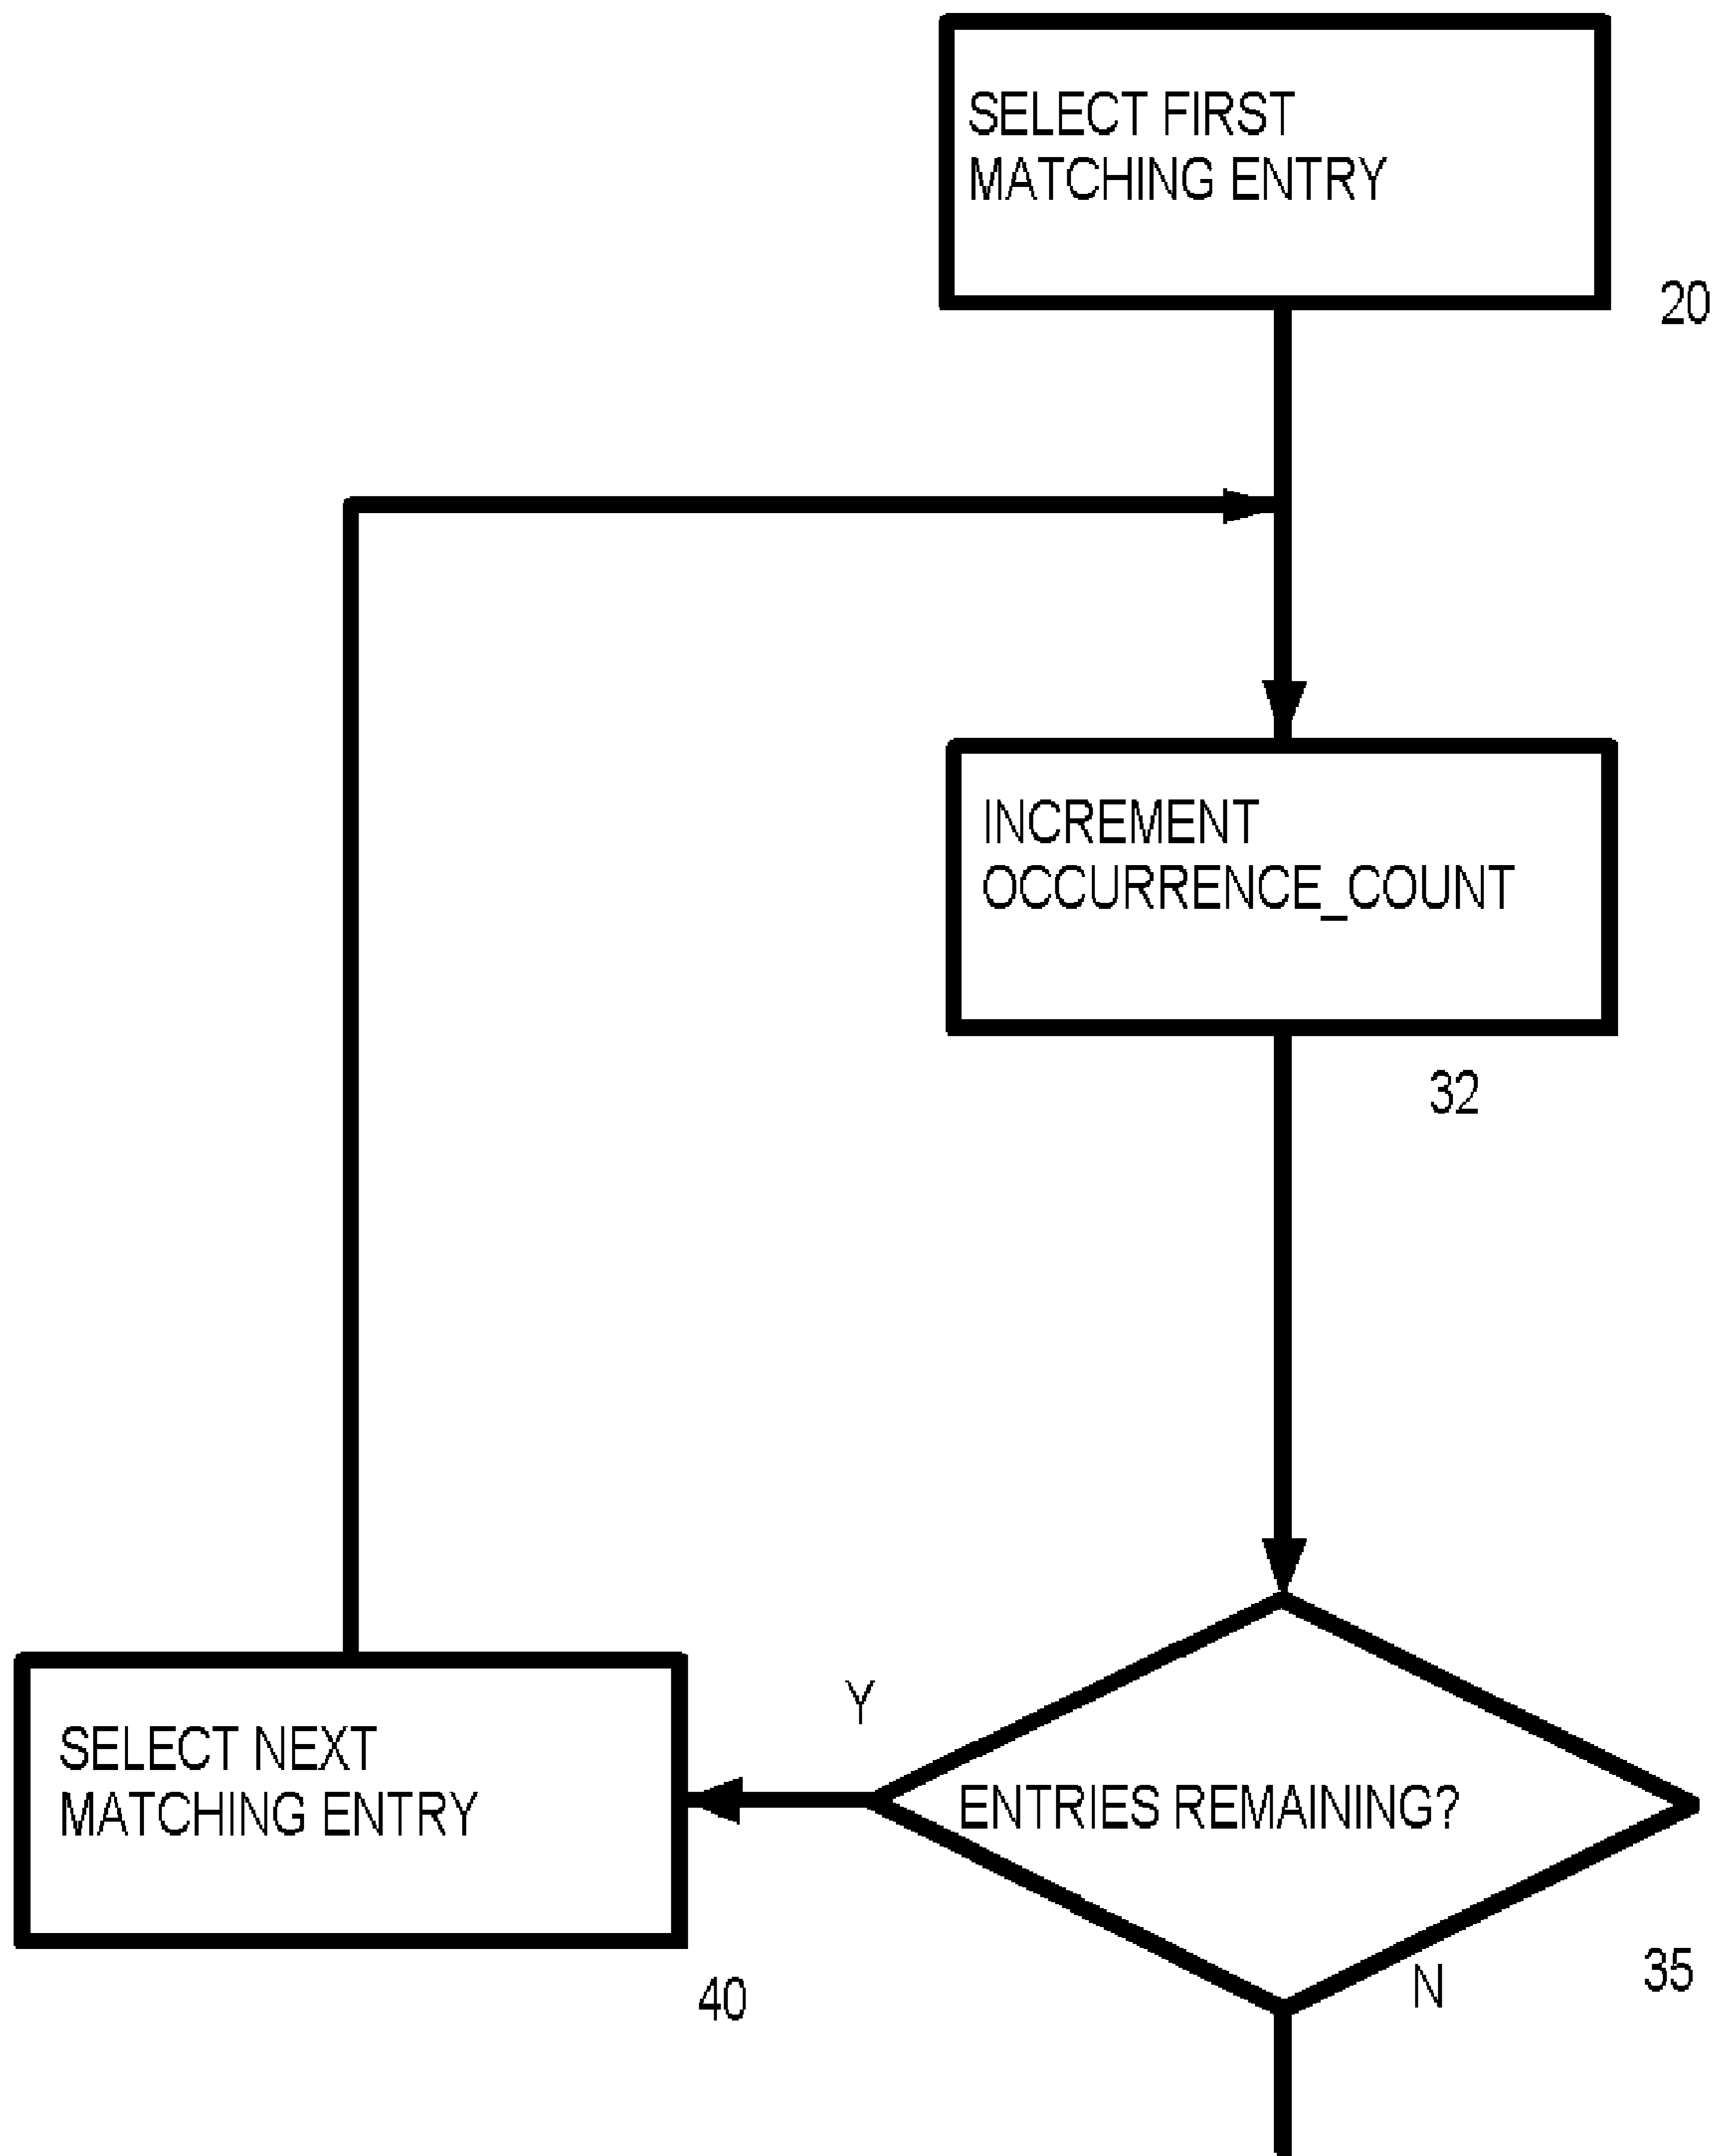 SELECT FIRST
MATCHING ENTRY
20
INCREMENT
OCCURRENCE_COUNT
32
Y
SELECT NEXT
MATCHING ENTRY
ENTRIES REMAINING?
40
N
35